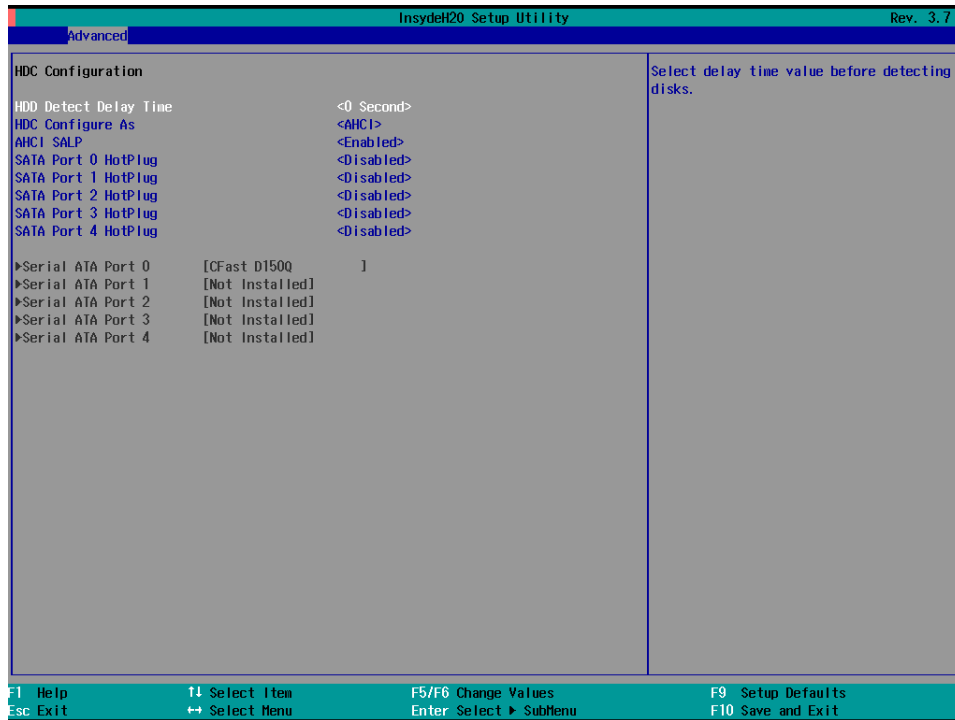 InsydeH20 Setup Utility Rev. 3.7
Advanced
HDC Configuration
Select delay time value before detecting
disks.
HDD Detect Delay Time <0 Second>
HDC Configure As <AHCI>
AHCI SALP <Enabled>
SATA Port 0 HotPlug <Disabled>
SATA Port 1 HotPlug <Disabled>
SATA Port 2 HotPlug <Disabled>
SATA Port 3 HotPlug <Disabled>
SATA Port 4 HotPlug <Disabled>
▶Serial ATA Port 0 [CFast D150Q ]
▶Serial ATA Port 1 [Not Installed]
▶Serial ATA Port 2 [Not Installed]
▶Serial ATA Port 3 [Not Installed]
▶Serial ATA Port 4 [Not Installed]
F1 Help ↑↓ Select Item F5/F6 Change Values F9 Setup Defaults
Esc Exit ↔ Select Menu Enter Select ▶ SubMenu F10 Save and Exit